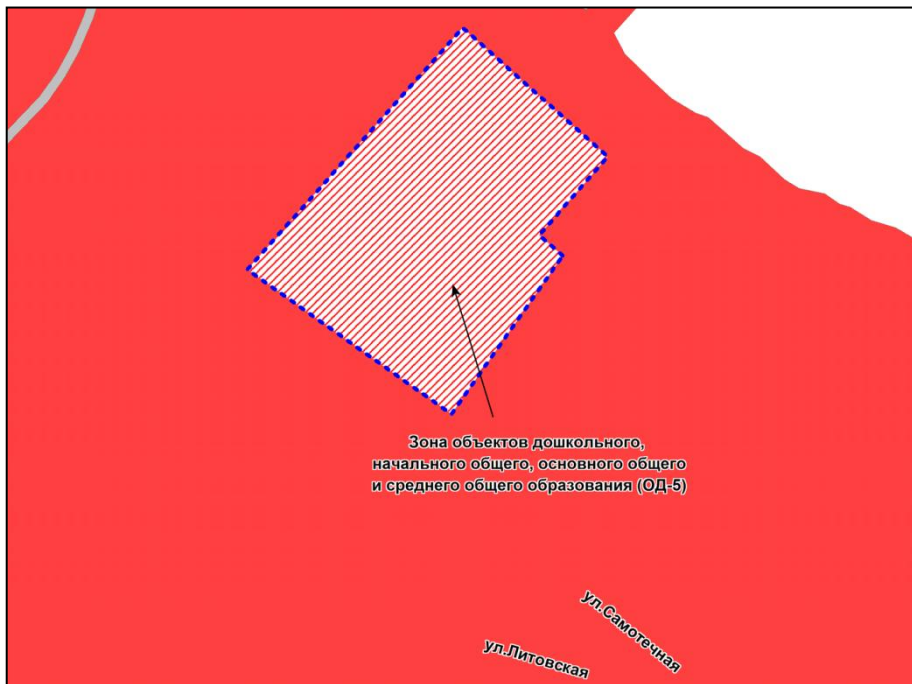 Зона объектов дошкольного,
начального общего, основного общего
и среднего общего образования (ОД-5)
ул.Самотечная
ул.Литовская